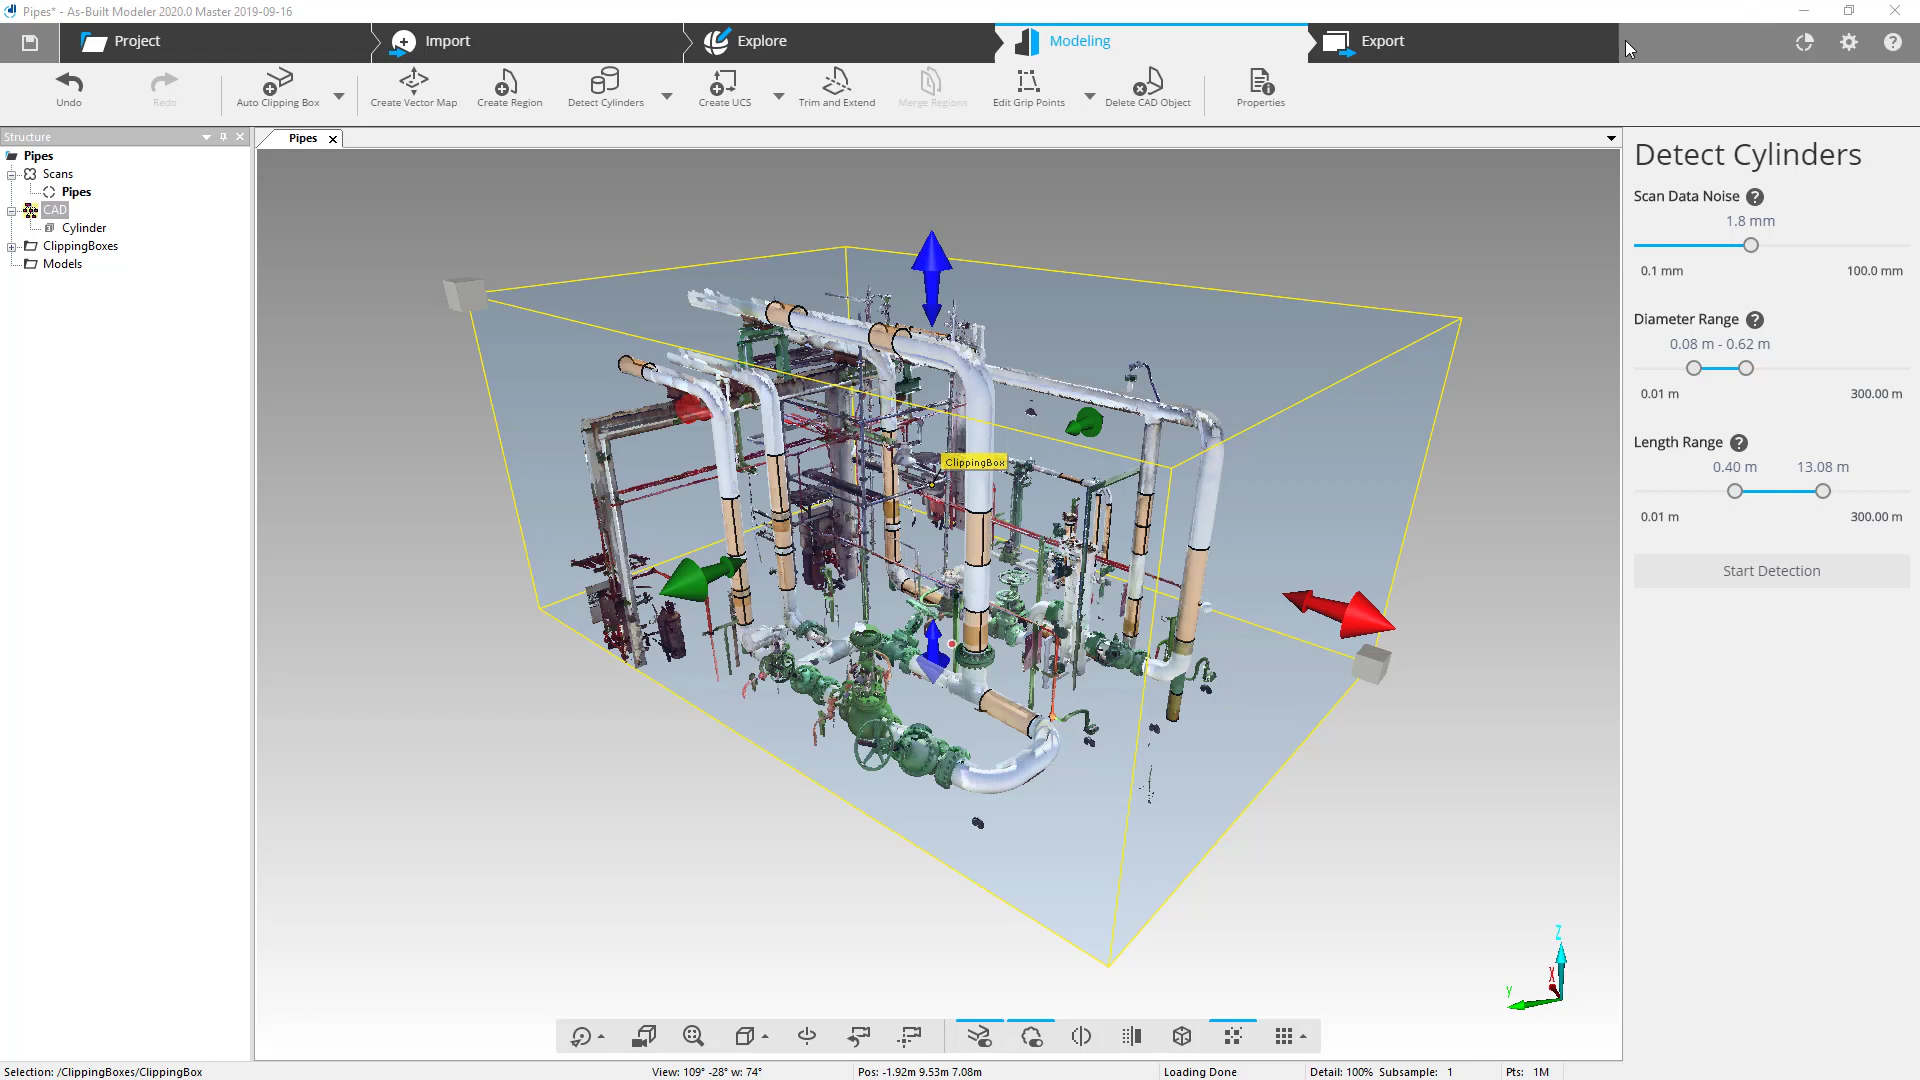 Pipes* - As-Built Modeler 2020.0 Master 2019-09-16
Project
Import
Explore
Modeling
Export
Undo
Redo
Auto Clipping Box
Create Vector Map
Create Region
Detect Cylinders
Create UCS
Trim and Extend
Merge Regions
Edit Grip Points
Delete CAD Object
Properties
Structure
Pipes
Scans
Pipes
CAD
Cylinder
ClippingBoxes
Models
Pipes
ClippingBox
Z
X
Y
Detect Cylinders
Scan Data Noise
1.8 mm
0.1 mm 100.0 mm
Diameter Range
0.08 m - 0.62 m
0.01 m 300.00 m
Length Range
0.40 m 13.08 m
0.01 m 300.00 m
Start Detection
Selection: /ClippingBoxes/ClippingBox
View: 109° -28° w: 74°
Pos: -1.92m 9.53m 7.08m
Loading Done
Detail: 100% Subsample: 1
Pts: 1M